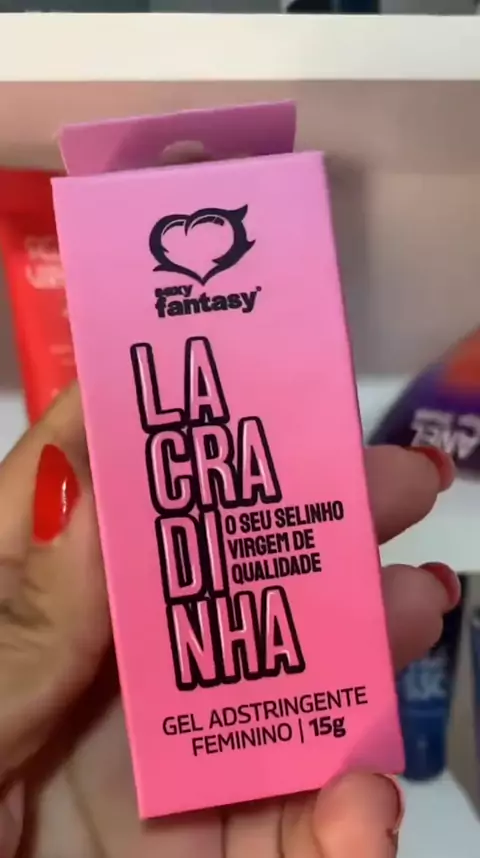 sexy
fantasy
LA
CRA
DI
NHA
O SEU SELINHO
VIRGEM DE
QUALIDADE
GEL ADSTRINGENTE
FEMININO | 15g